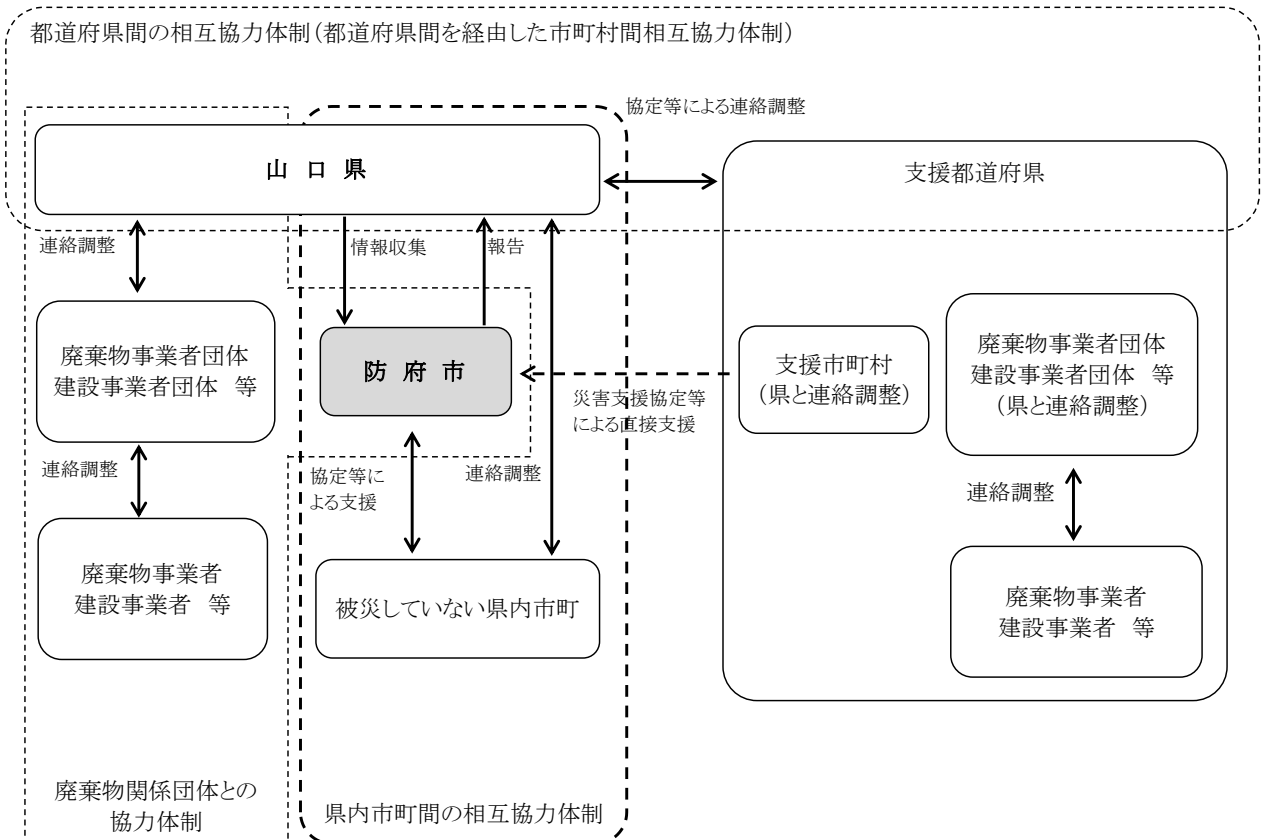 都道府県間の相互協力体制(都道府県間を経由した市町村間相互協力体制)
協定等による連絡調整
山 口 県
支援都道府県
連絡調整
情報収集
報告
廃棄物事業者団体
建設事業者団体 等
防 府 市
支援市町村
(県と連絡調整)
廃棄物事業者団体
建設事業者団体 等
(県と連絡調整)
災害支援協定等
による直接支援
連絡調整
協定等に
よる支援
連絡調整
連絡調整
廃棄物事業者
建設事業者 等
被災していない県内市町
廃棄物事業者
建設事業者 等
廃棄物関係団体との
協力体制
県内市町間の相互協力体制